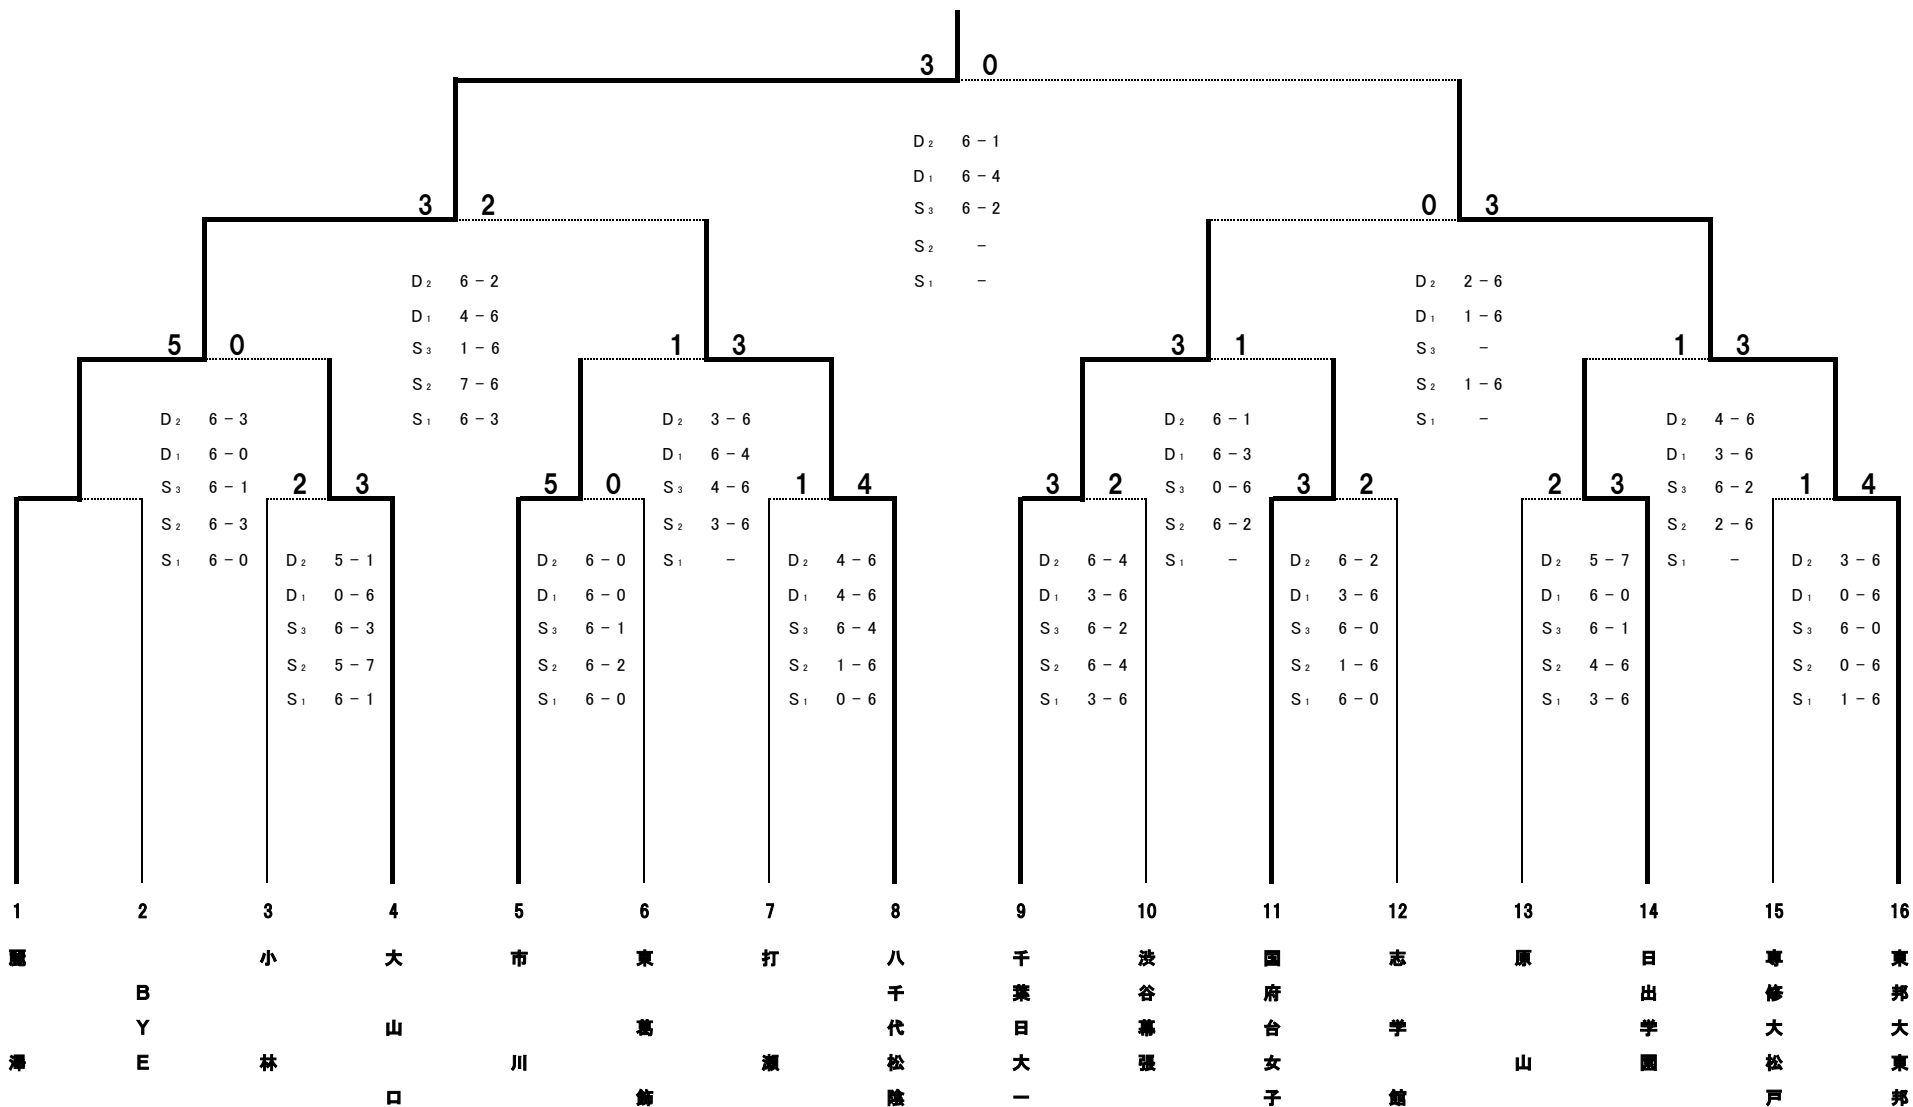 3 0
D2 6-1
D1 6-4
S3 6-2
S2 -
S1 -
3 2
D2 6-2
D1 4-6
S3 1-6
S2 7-6
S1 6-3
0 3
D2 2-6
D1 1-6
S3 -
S2 1-6
S1 -
5 0
D2 6-3
D1 6-0
S3 6-1
S2 6-3
S1 6-0
1 3
D2 3-6
D1 6-4
S3 4-6
S2 3-6
S1 -
3 1
D2 6-1
D1 6-3
S3 0-6
S2 6-2
S1 -
1 3
D2 4-6
D1 3-6
S3 6-2
S2 2-6
S1 -
2 3
D2 5-1
D1 0-6
S3 6-3
S2 5-7
S1 6-1
5 0
D2 6-0
D1 6-0
S3 6-1
S2 6-2
S1 6-0
1 4
D2 4-6
D1 4-6
S3 6-4
S2 1-6
S1 0-6
3 2
D2 6-4
D1 3-6
S3 6-2
S2 6-4
S1 3-6
3 2
D2 6-2
D1 3-6
S3 6-0
S2 1-6
S1 6-0
2 3
D2 5-7
D1 6-0
S3 6-1
S2 4-6
S1 3-6
1 4
D2 3-6
D1 0-6
S3 6-0
S2 0-6
S1 1-6
1 2 3 4 5 6 7 8 9 10 11 12 13 14 15 16
麗澤
BYE
小林
大山口
市川
東葛飾
打瀬
八千代松陰
千葉日大一
渋谷幕張
国府台女子
志学館
原山
日出学園
専修大松戸
東邦大東邦